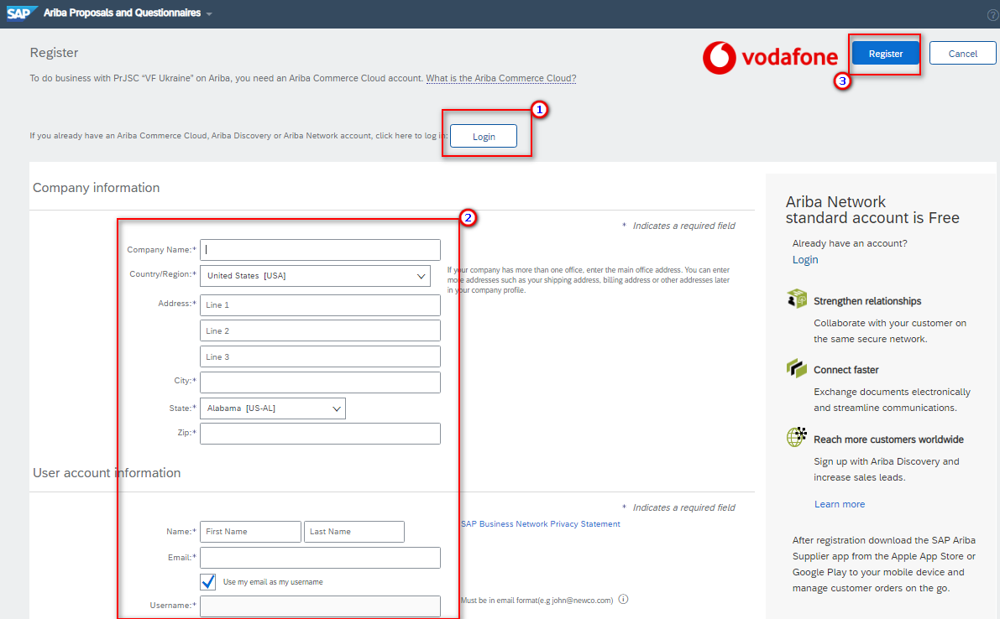 SAP Ariba Proposals and Questionnaires
Register
vodafone
Register
Cancel
3
To do business with PrJSC “VF Ukraine” on Ariba, you need an Ariba Commerce Cloud account. What is the Ariba Commerce Cloud?
1
If you already have an Ariba Commerce Cloud, Ariba Discovery or Ariba Network account, click here to log in:
Login
Company information
2
* Indicates a required field
Company Name:*
Country/Region:* United States [USA]
If your company has more than one office, enter the main office address. You can enter
more addresses such as your shipping address, billing address or other addresses later
in your company profile.
Address:* Line 1
Line 2
Line 3
City:*
State:* Alabama [US-AL]
Zip:*
User account information
* Indicates a required field
Name:* First Name Last Name
SAP Business Network Privacy Statement
Email:*
Use my email as my username
Username:*
Must be in email format(e.g john@newco.com)
Ariba Network
standard account is Free
Already have an account?
Login
Strengthen relationships
Collaborate with your customer on
the same secure network.
Connect faster
Exchange documents electronically
and streamline communications.
Reach more customers worldwide
Sign up with Ariba Discovery and
increase sales leads.
Learn more
After registration download the SAP Ariba
Supplier app from the Apple App Store or
Google Play to your mobile device and
manage customer orders on the go.